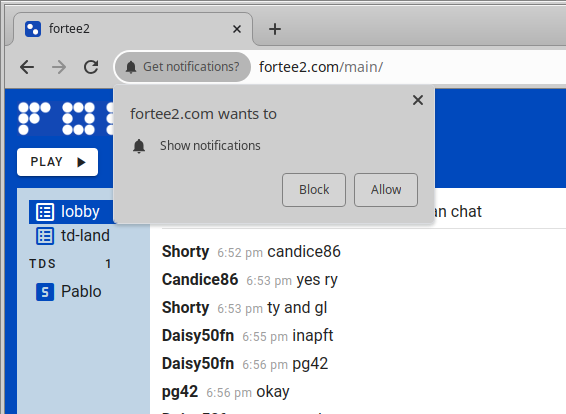 fortee2
Get notifications?
fortee2.com/main/
fortee2.com wants to
Show notifications
Block
Allow
PLAY
lobby
chat
td-land
TDS 1
S Pablo
Shorty 6:52 pm candice86
Candice86 6:53 pm yes ry
Shorty 6:53 pm ty and gl
Daisy50fn 6:55 pm inapft
Daisy50fn 6:56 pm pg42
pg42 6:56 pm okay